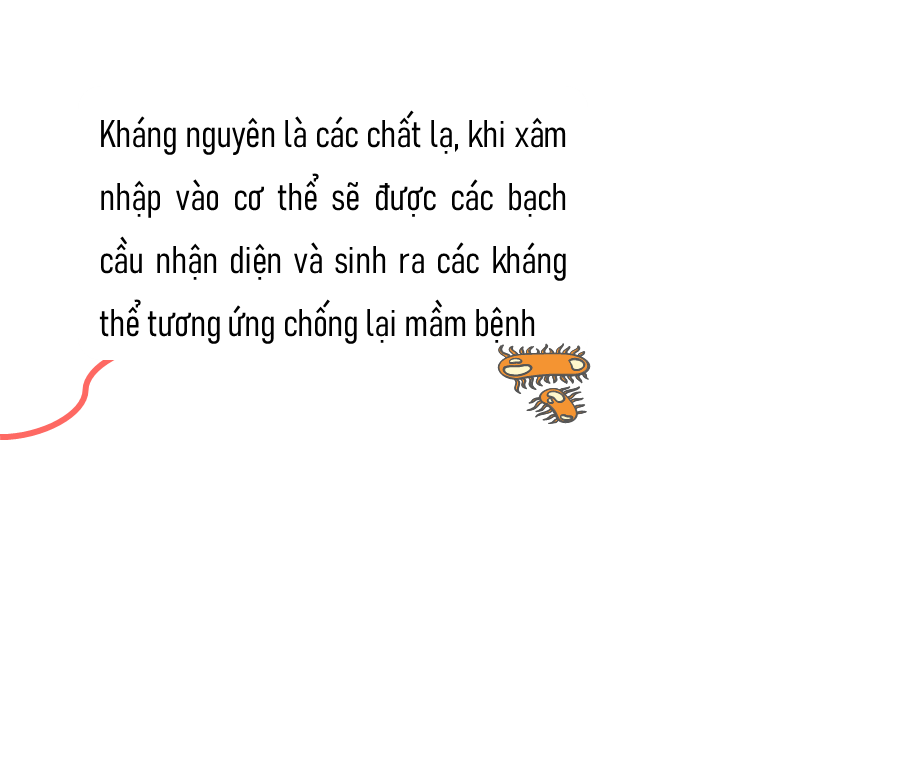 Kháng nguyên là các chất lạ, khi xâm
nhập vào cơ thể sẽ được các bạch
cầu nhận diện và sinh ra các kháng
thể tương ứng chống lại mầm bệnh